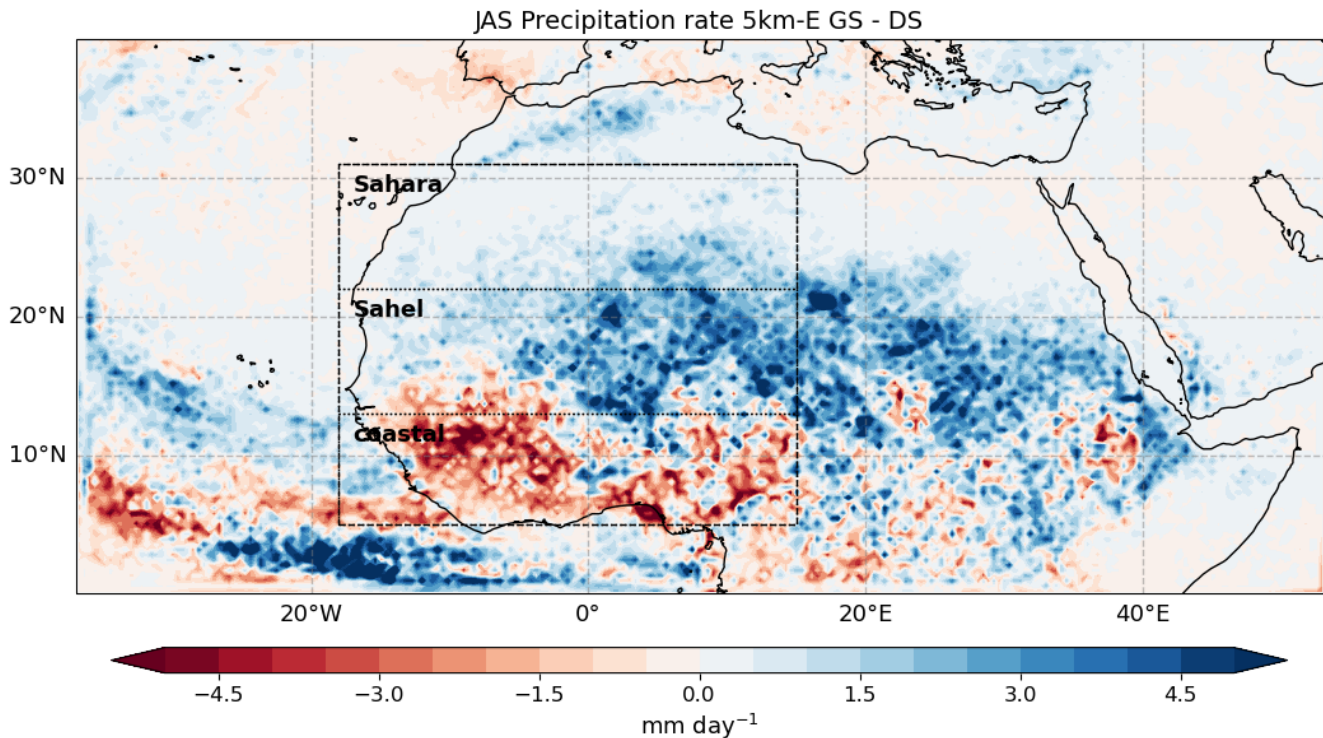 JAS Precipitation rate 5km-E GS - DS
30°N
Sahara
Sahel
20°N
coastal
10°N
20°W 0° 20°E 40°E
−4.5 −3.0 −1.5 0.0 1.5 3.0 4.5
mm day⁻¹